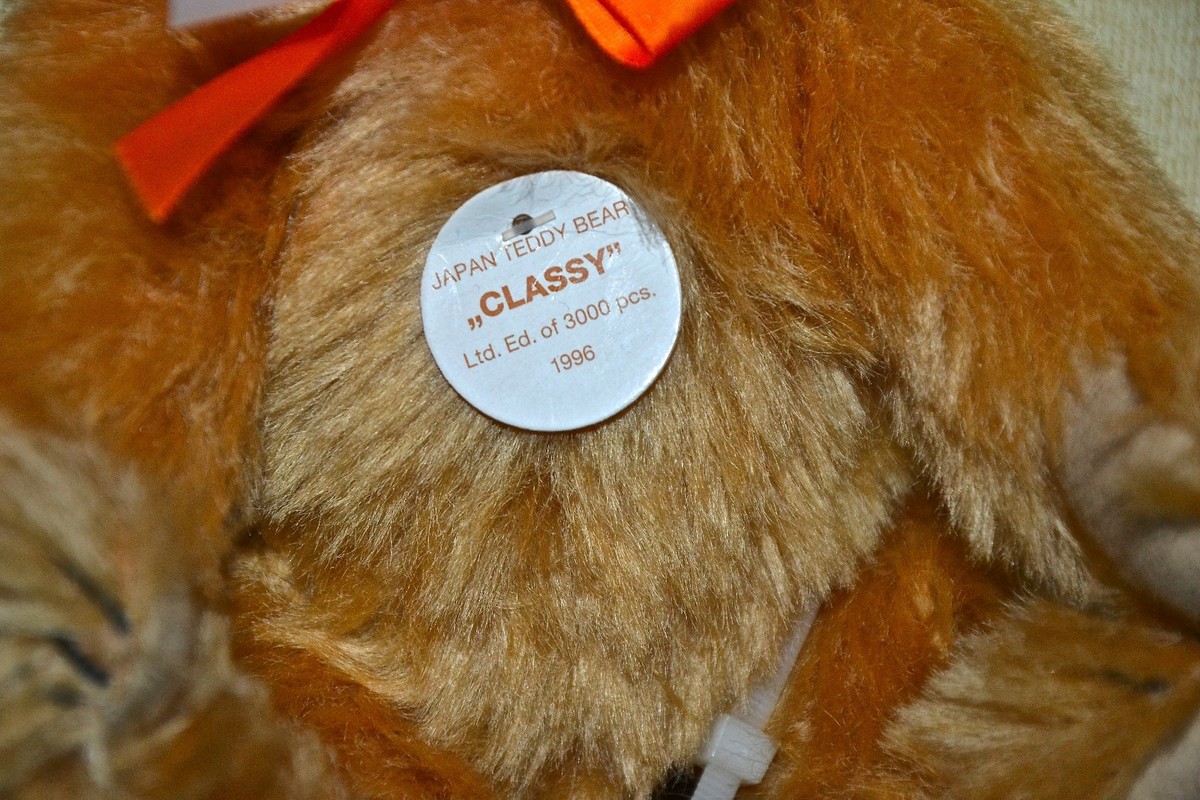 JAPAN TEDDY BEAR
„CLASSY”
Ltd. Ed. of 3000 pcs.
1996